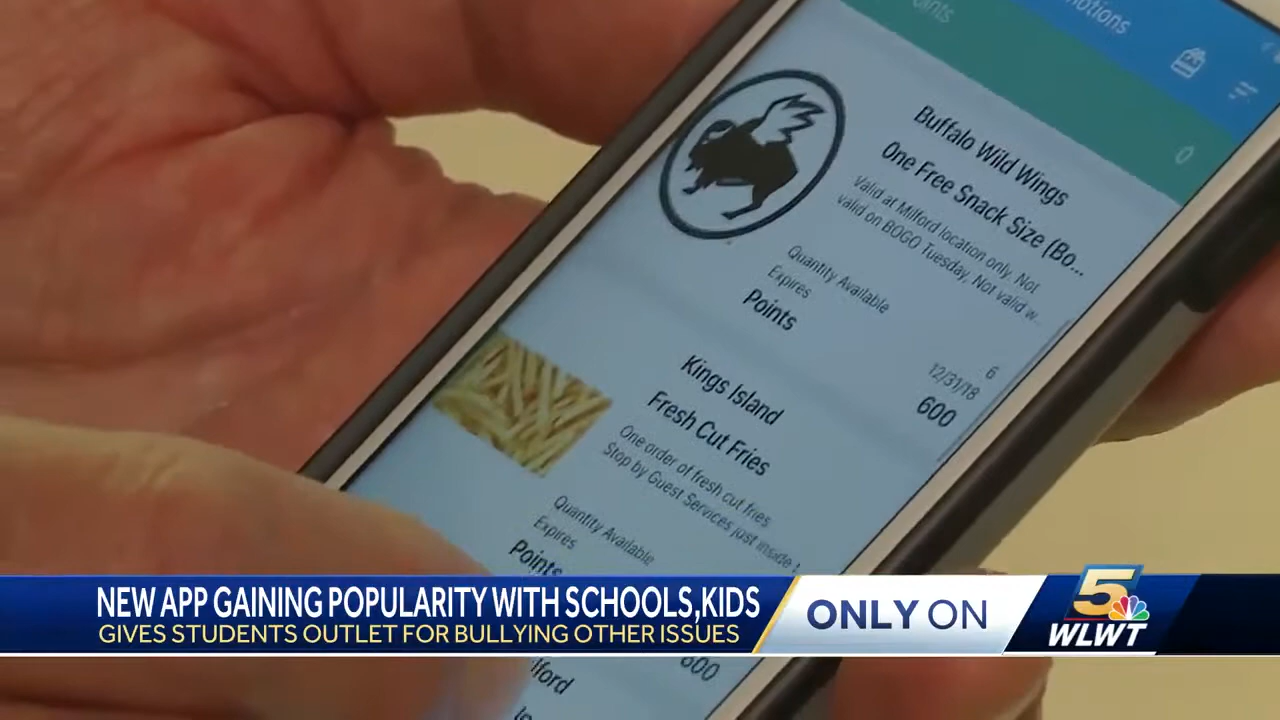 Buffalo Wild Wings
One Free Snack Size (Bo...
Valid at Milford location only. Not
valid on BOGO Tuesday, Not valid w..
Quantity Available
6
Expires
12/31/18
Points
600
0
Kings Island
Fresh Cut Fries
One order of fresh cut fries
Stop by Guest Services just inside
Quantity Available
Expires
Points
600
NEW APP GAINING POPULARITY WITH SCHOOLS,KIDS
GIVES STUDENTS OUTLET FOR BULLYING OTHER ISSUES
ONLY ON
5
WLWT